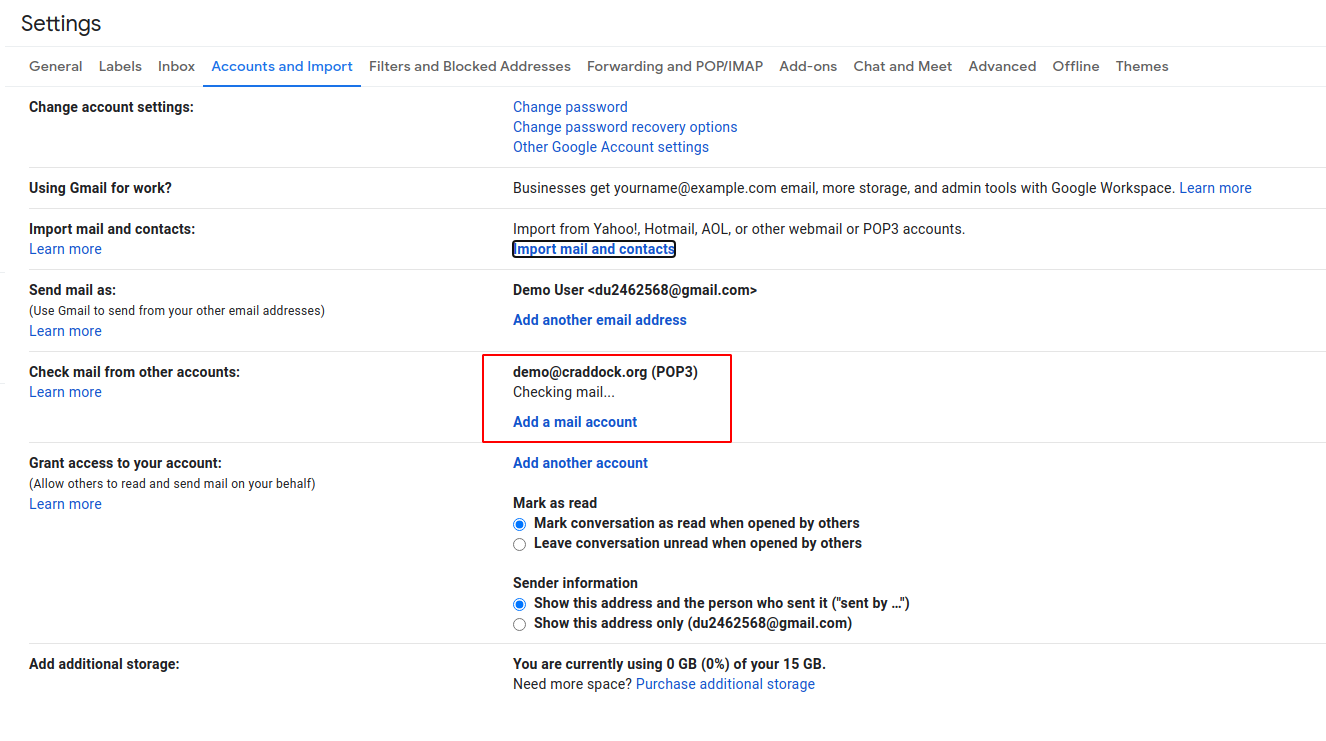 Settings
General Labels Inbox Accounts and Import Filters and Blocked Addresses Forwarding and POP/IMAP Add-ons Chat and Meet Advanced Offline Themes
Change account settings:
Change password
Change password recovery options
Other Google Account settings
Using Gmail for work?
Businesses get yourname@example.com email, more storage, and admin tools with Google Workspace. Learn more
Import mail and contacts:
Learn more
Import from Yahoo!, Hotmail, AOL, or other webmail or POP3 accounts.
Import mail and contacts
Send mail as:
(Use Gmail to send from your other email addresses)
Learn more
Demo User <du2462568@gmail.com>
Add another email address
Check mail from other accounts:
Learn more
demo@craddock.org (POP3)
Checking mail...
Add a mail account
Grant access to your account:
(Allow others to read and send mail on your behalf)
Learn more
Add another account
Mark as read
Mark conversation as read when opened by others
Leave conversation unread when opened by others
Sender information
Show this address and the person who sent it ("sent by ...")
Show this address only (du2462568@gmail.com)
Add additional storage:
You are currently using 0 GB (0%) of your 15 GB.
Need more space? Purchase additional storage